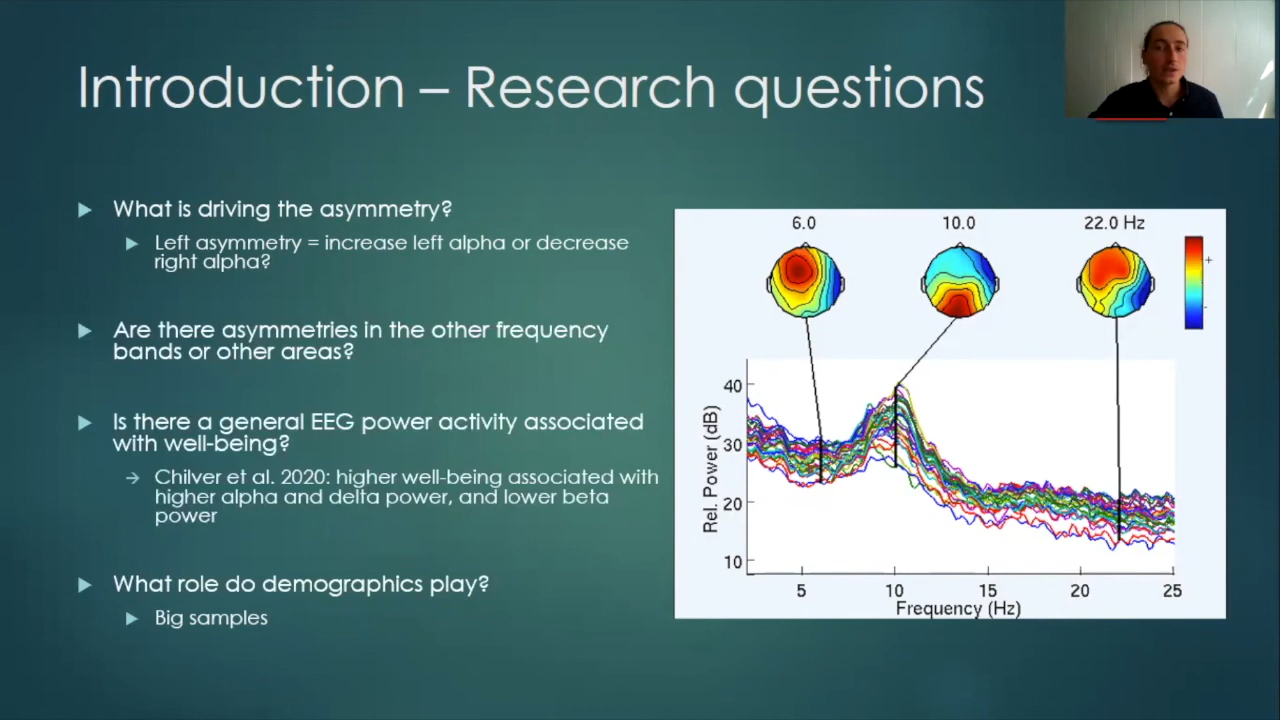 Introduction – Research questions
What is driving the asymmetry?
Left asymmetry = increase left alpha or decrease
right alpha?
Are there asymmetries in the other frequency
bands or other areas?
Is there a general EEG power activity associated
with well-being?
Chilver et al. 2020: higher well-being associated with
higher alpha and delta power, and lower beta
power
What role do demographics play?
Big samples
6.0
10.0
22.0 Hz
+
-
40
30
20
10
Rel. Power (dB)
5
10
15
20
25
Frequency (Hz)